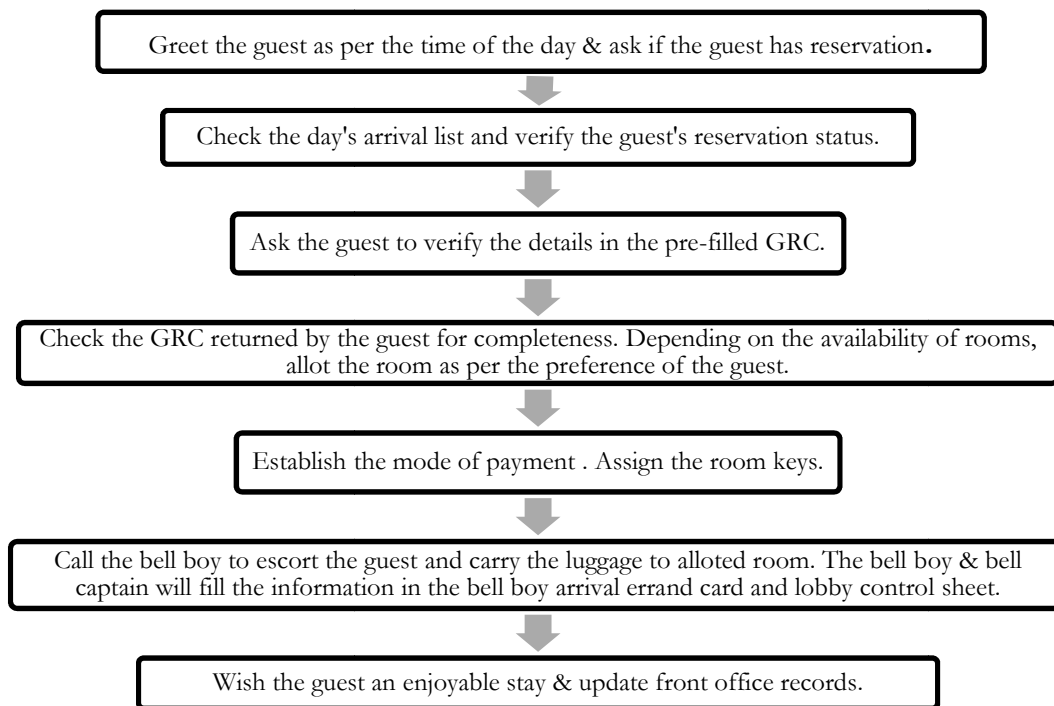 Greet the guest as per the time of the day & ask if the guest has reservation.
Check the day's arrival list and verify the guest's reservation status.
Ask the guest to verify the details in the pre-filled GRC.
Check the GRC returned by the guest for completeness. Depending on the availability of rooms,
allot the room as per the preference of the guest.
Establish the mode of payment . Assign the room keys.
Call the bell boy to escort the guest and carry the luggage to alloted room. The bell boy & bell
captain will fill the information in the bell boy arrival errand card and lobby control sheet.
Wish the guest an enjoyable stay & update front office records.